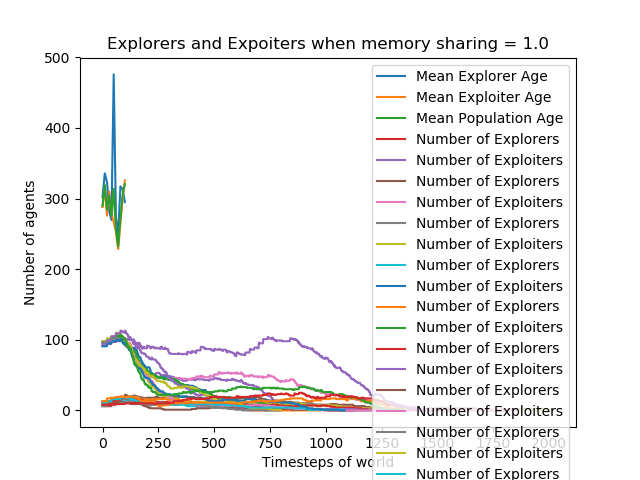 Explorers and Expoiters when memory sharing = 1.0
Number of agents
500
400
300
200
100
0
Mean Explorer Age
Mean Exploiter Age
Mean Population Age
Number of Explorers
Number of Exploiters
Number of Explorers
Number of Exploiters
Number of Explorers
Number of Exploiters
Number of Explorers
Number of Exploiters
Number of Explorers
Number of Exploiters
Number of Explorers
Number of Exploiters
Number of Explorers
Number of Exploiters
Number of Explorers
Number of Exploiters
Number of Explorers
0 250 500 750 1000 1250 1500 1750 2000
Timesteps of world